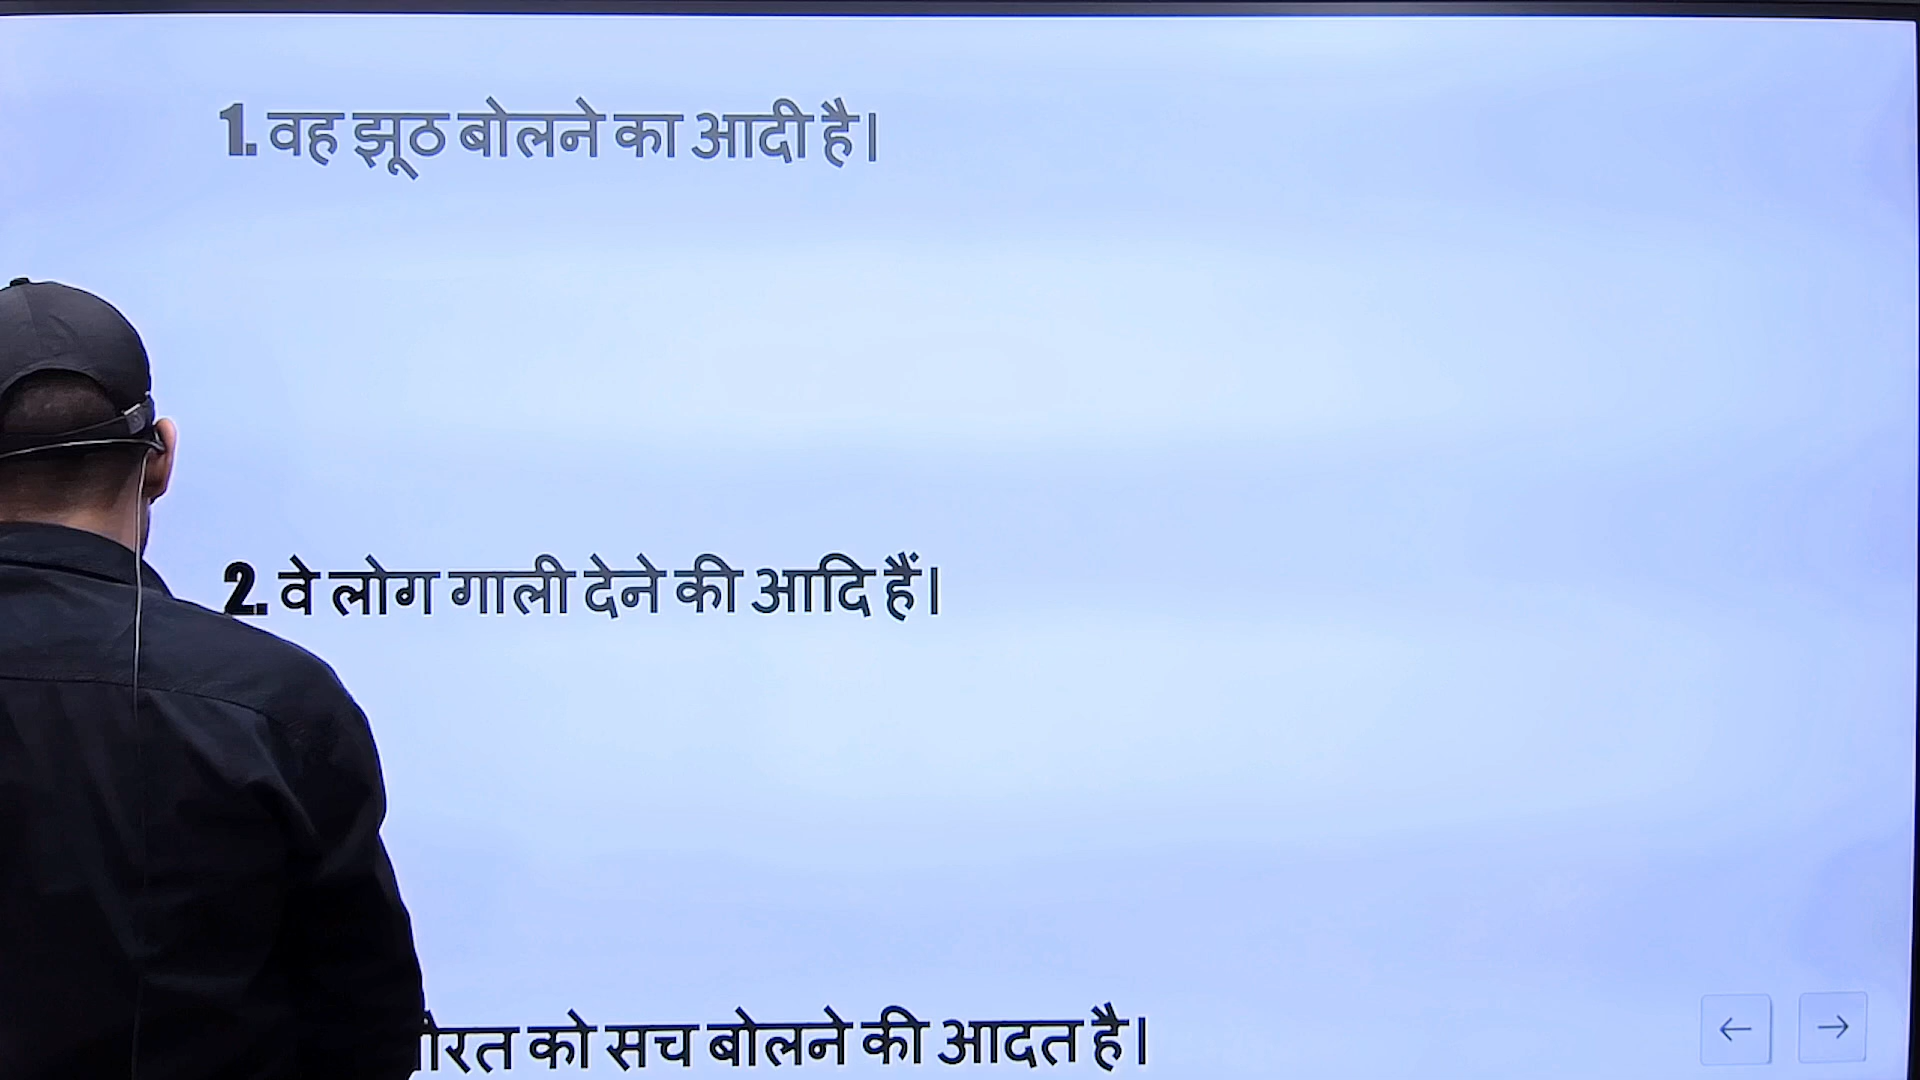 1. वह झूठ बोलने का आदी है।
2. वे लोग गाली देने की आदि हैं।
को सच बोलने की आदत है।